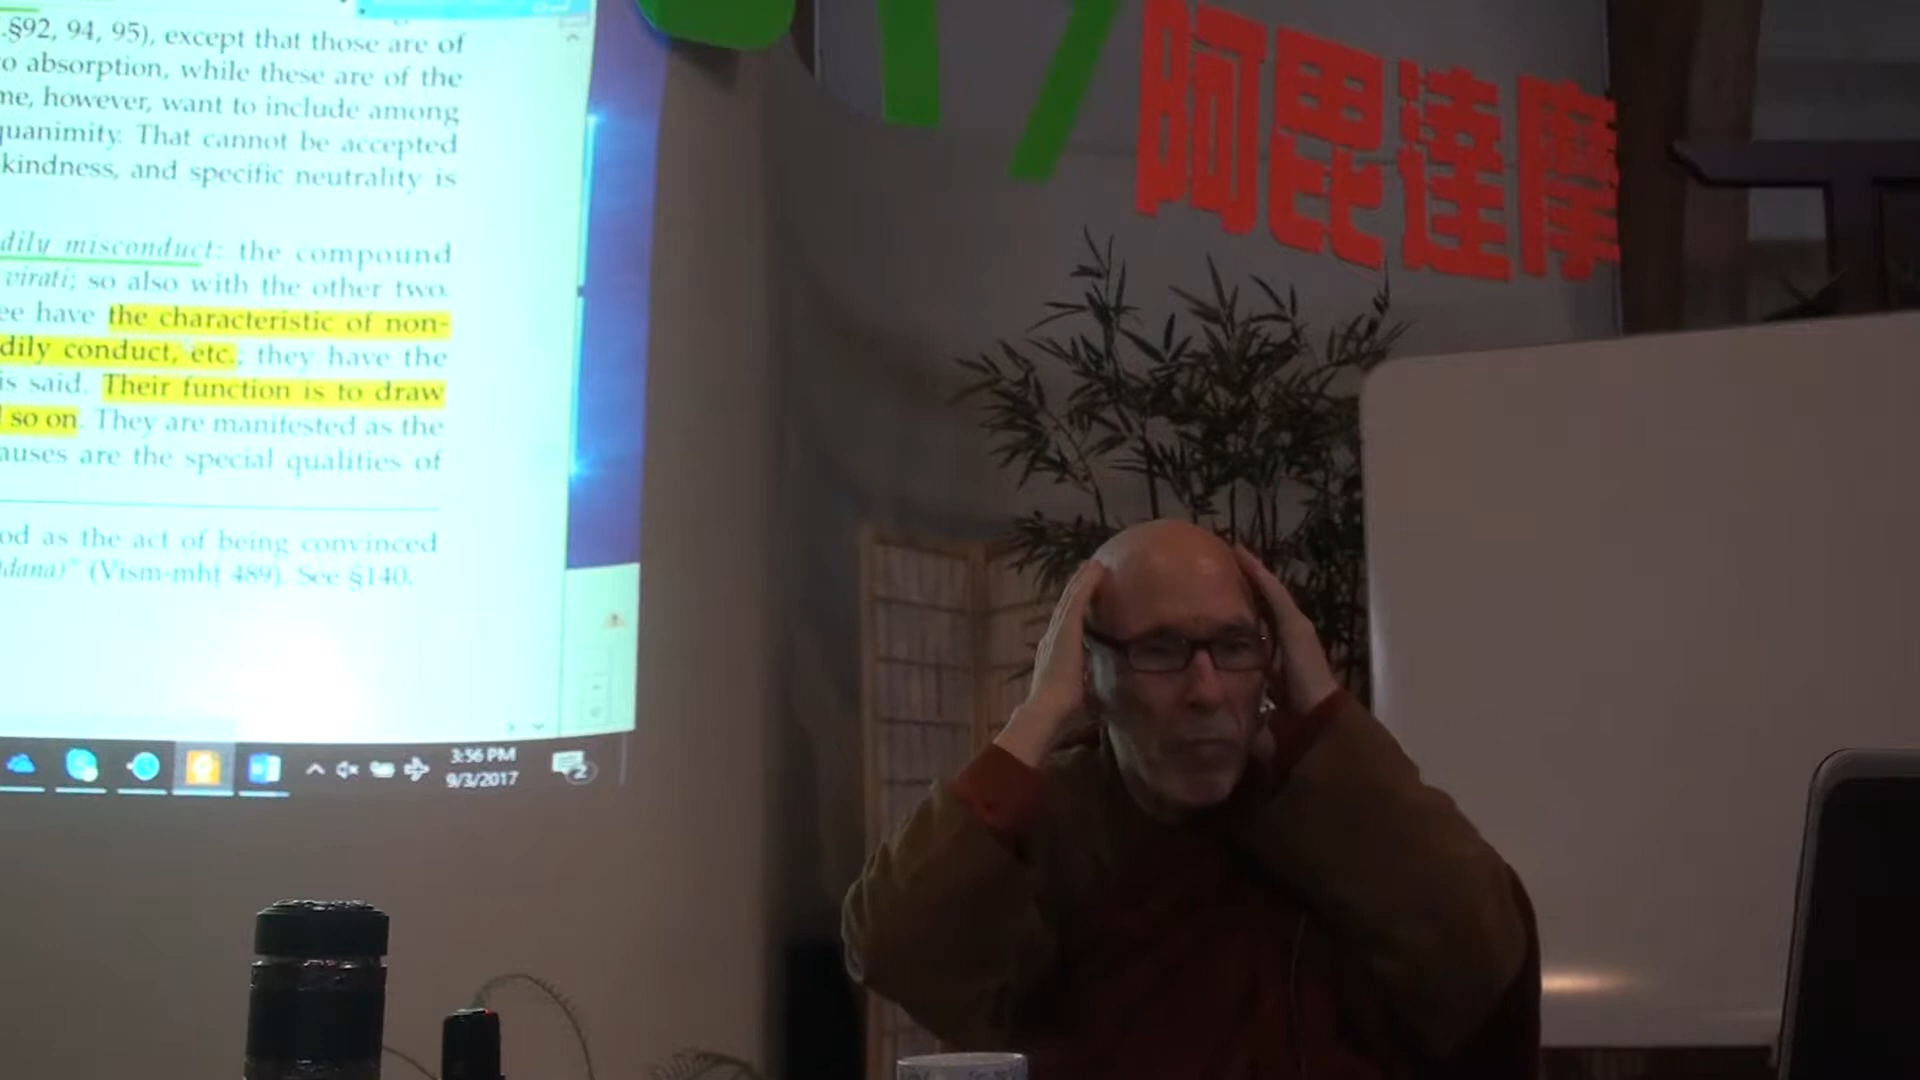 .§92, 94, 95), except that those are of
o absorption, while these are of the
ne, however, want to include among
quanimity. That cannot be accepted
kindness, and specific neutrality is
dily misconduct: the compound
virati; so also with the other two.
ee have the characteristic of non-
dily conduct, etc.; they have the
is said. Their function is to draw
so on. They are manifested as the
auses are the special qualities of
od as the act of being convinced
dana)" (Vism-mhṭ 489). See §140.
3:56 PM
9/3/2017
2
阿毘達摩